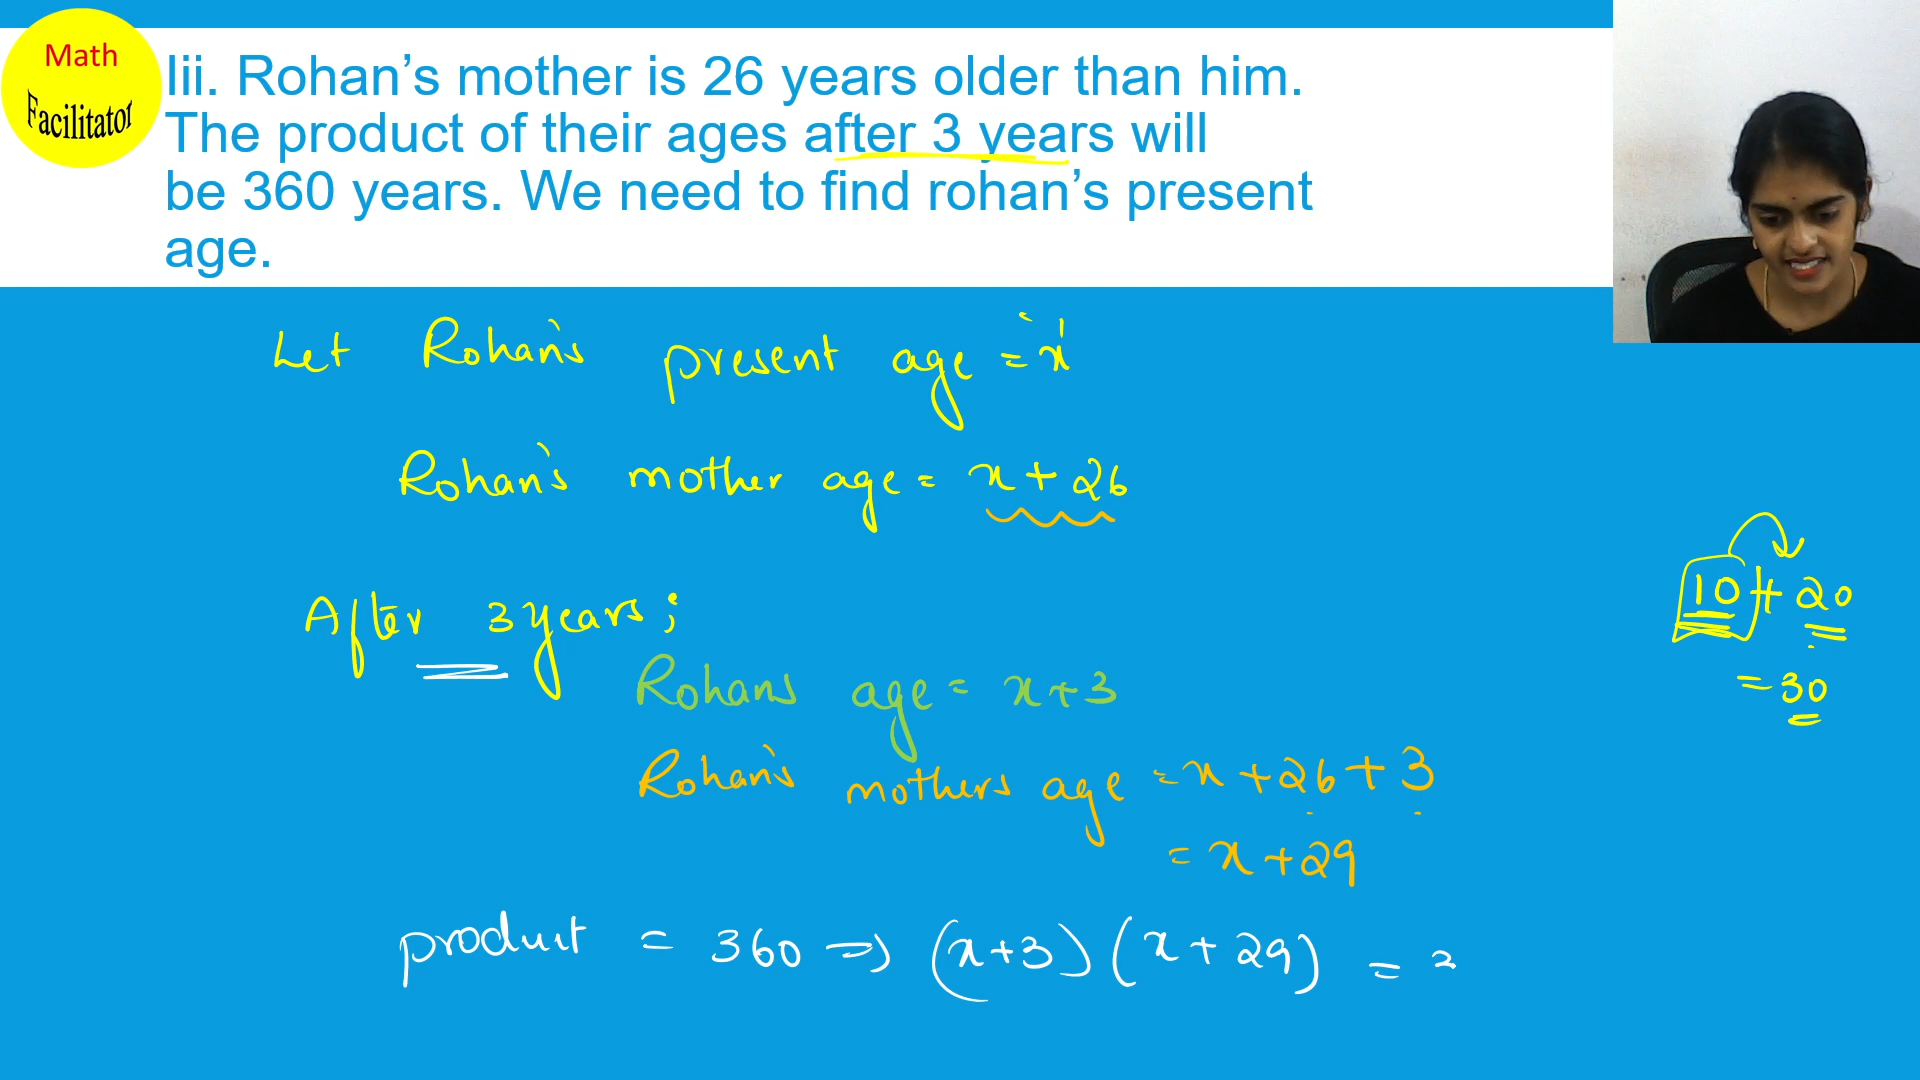 Math
Facilitator
Iii. Rohan’s mother is 26 years older than him.
The product of their ages after 3 years will
be 360 years. We need to find rohan’s present
age.
Let Rohan's present age = 'x'
Rohan's mother age = x + 26
After 3 years;
Rohans age = x+3
Rohan's mothers age = x + 26 + 3
= x + 29
10 + 20
= 30
product = 360 ⇒ (x+3) (x + 29) =